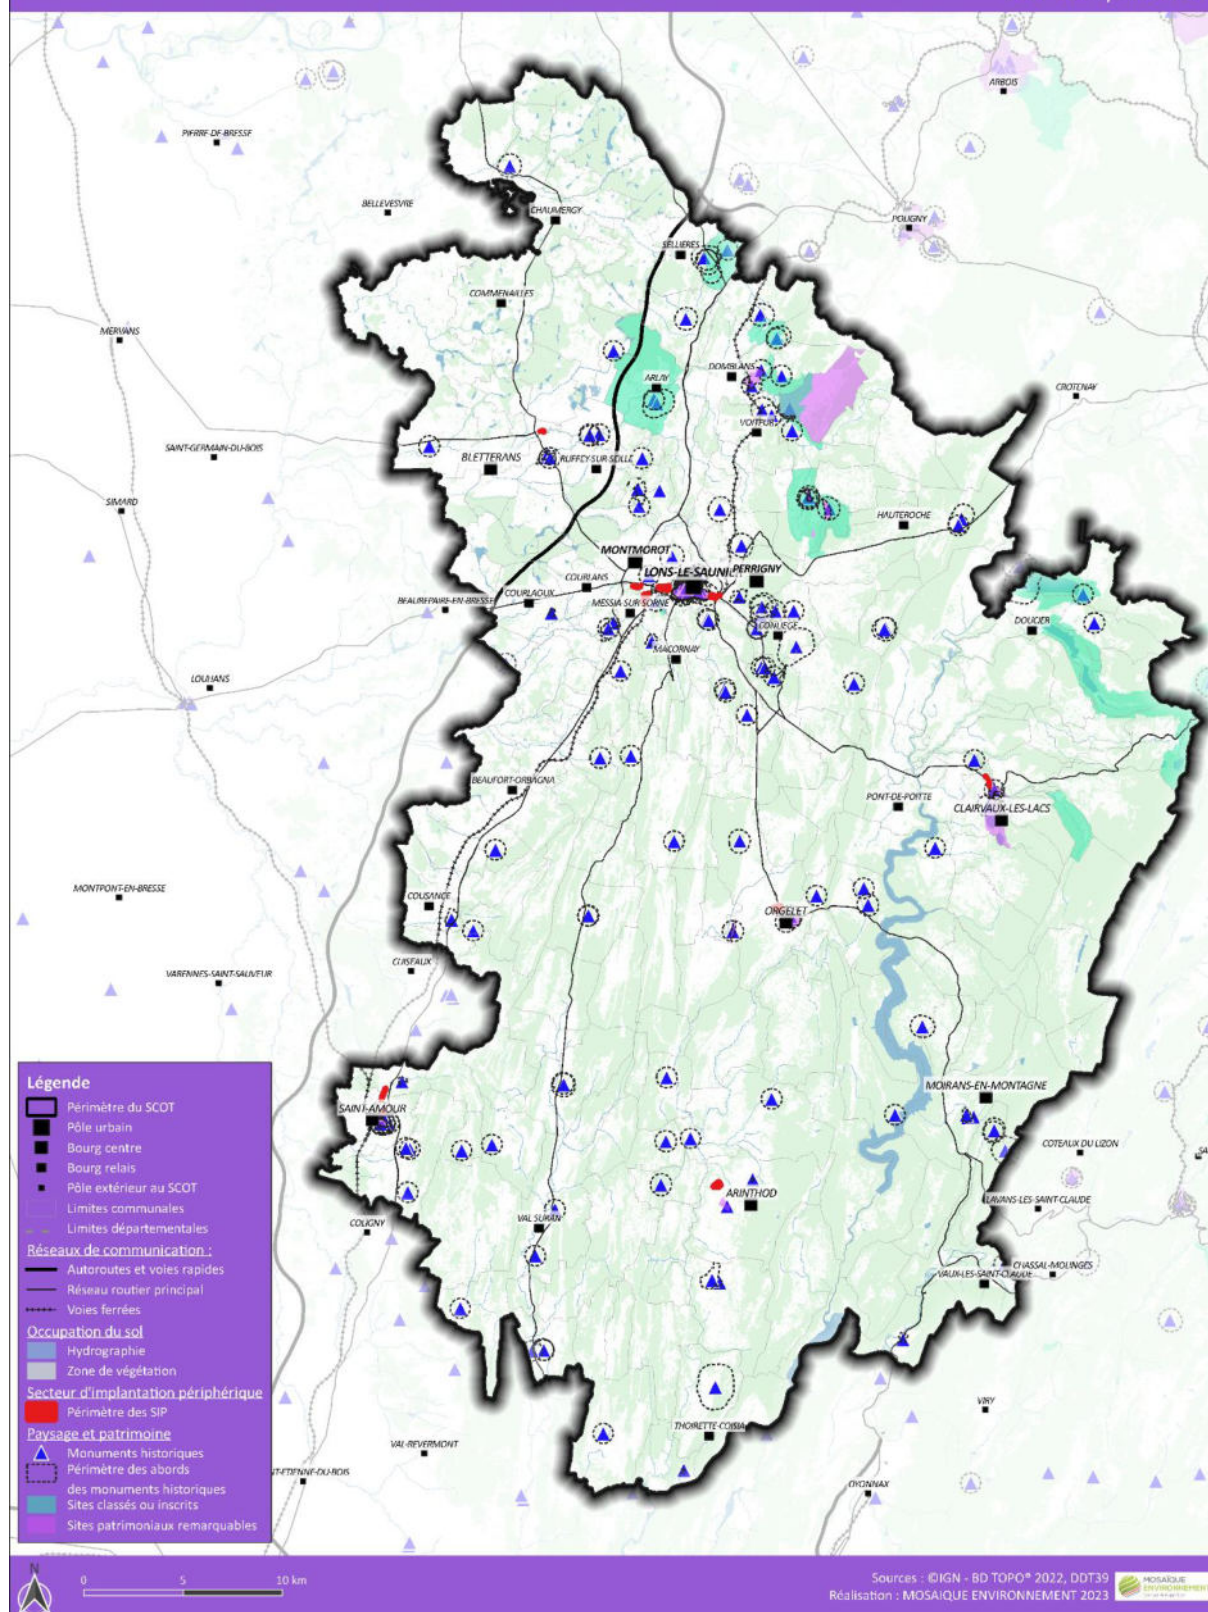 ARBOIS
PIERRE-DE-BRESSE
BELLEVESVRE
CHAUMERGY
POLIGNY
SELLIERES
COMMENAILLES
MERVANS
DOMBLANS
ARLAY
CROTENAY
VOITEUR
SAINT-GERMAIN-DU-BOIS
BLETTERANS
RUFFEY-SUR-SEILLE
SIMARD
HAUTEROCHE
MONTMOROT
LONS-LE-SAUNIE
PERRIGNY
COURLANS
COURLAOUX
BEAUREPAIRE-EN-BRESSE
MESSIA-SUR-SORNE
CONLIEGE
DOUCIER
MACORNAY
LOUHANS
BEAUFORT-ORBAGNA
PONT-DE-POITTE
CLAIRVAUX-LES-LACS
MONTPONT-EN-BRESSE
COUSANCE
ORGELET
CUISEAUX
VARENNES-SAINT-SAUVEUR
Légende
Périmètre du SCOT
Pôle urbain
Bourg centre
Bourg relais
Pôle extérieur au SCOT
Limites communales
Limites départementales
Réseaux de communication :
Autoroutes et voies rapides
Réseau routier principal
Voies ferrées
Occupation du sol
Hydrographie
Zone de végétation
Secteur d'implantation périphérique
Périmètre des SIP
Paysage et patrimoine
Monuments historiques
Périmètre des abords
des monuments historiques
Sites classés ou inscrits
Sites patrimoniaux remarquables
MOIRANS-EN-MONTAGNE
SAINT-AMOUR
COTEAUX DU LIZON
SA
ARINTHOD
LAVANS-LES-SAINT-CLAUDE
VAL SURAN
COLIGNY
CHASSAL-MOLINGES
VAUX-LES-SAINT-CLAUDE
VIRY
THOIRETTE-COISIA
VAL-REVERMONT
NT-ETIENNE-DU-BOIS
OYONNAX
N
0 5 10 km
Sources : ©IGN - BD TOPO® 2022, DDT39
Réalisation : MOSAIQUE ENVIRONNEMENT 2023
MOSAÏQUE
ENVIRONNEMENT